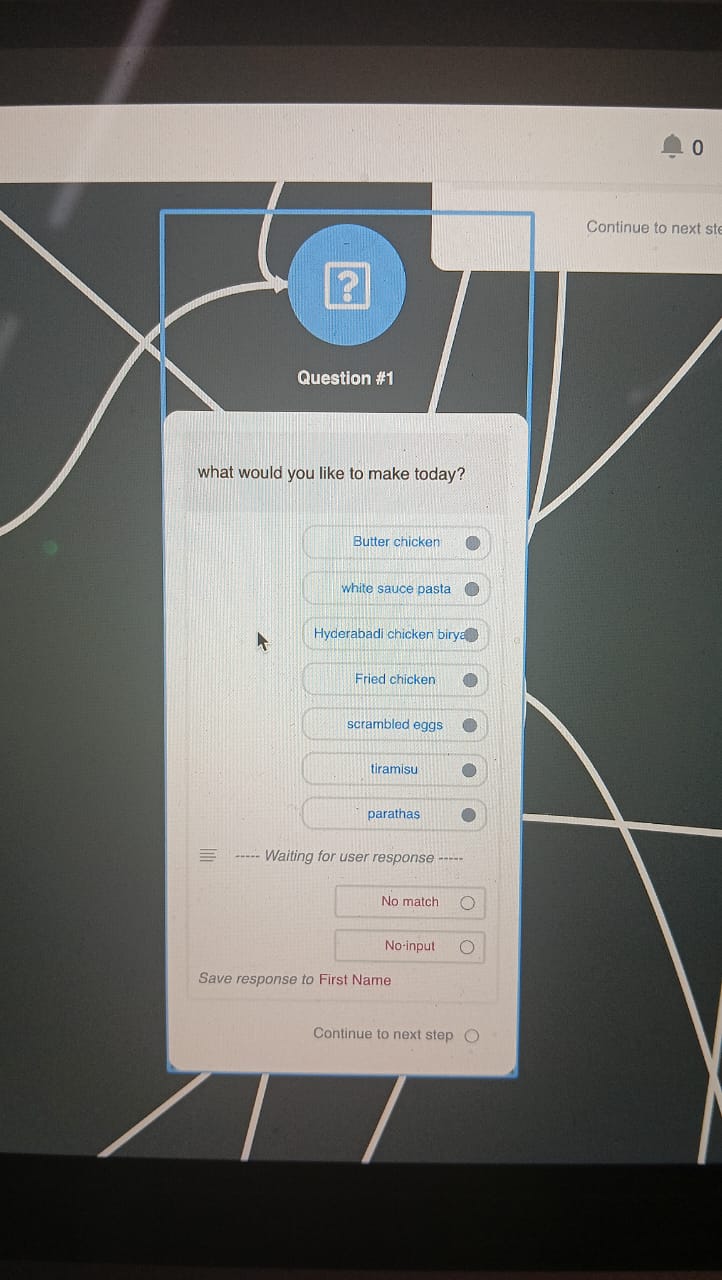 0
Continue to next
?
Question #1
what would you like to make today?
Butter chicken
white sauce pasta
Hyderabadi chicken birya
Fried chicken
scrambled eggs
tiramisu
parathas
----- Waiting for user response -----
No match
No-input
Save response to First Name
Continue to next step